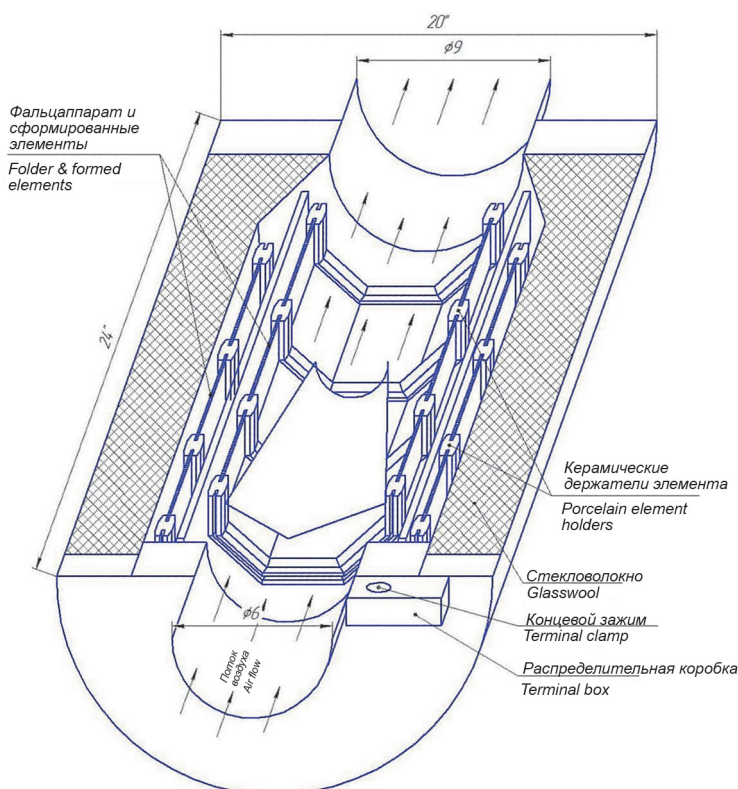 20"
ϕ9
Фальцаппарат и
сформированные
элементы
Folder & formed
elements
24"
Керамические
держатели элемента
Porcelain element
holders
Стекловолокно
Glasswool
Концевой зажим
Terminal clamp
ϕ6
Поток
воздуха
Air flow
Распределительная коробка
Terminal box